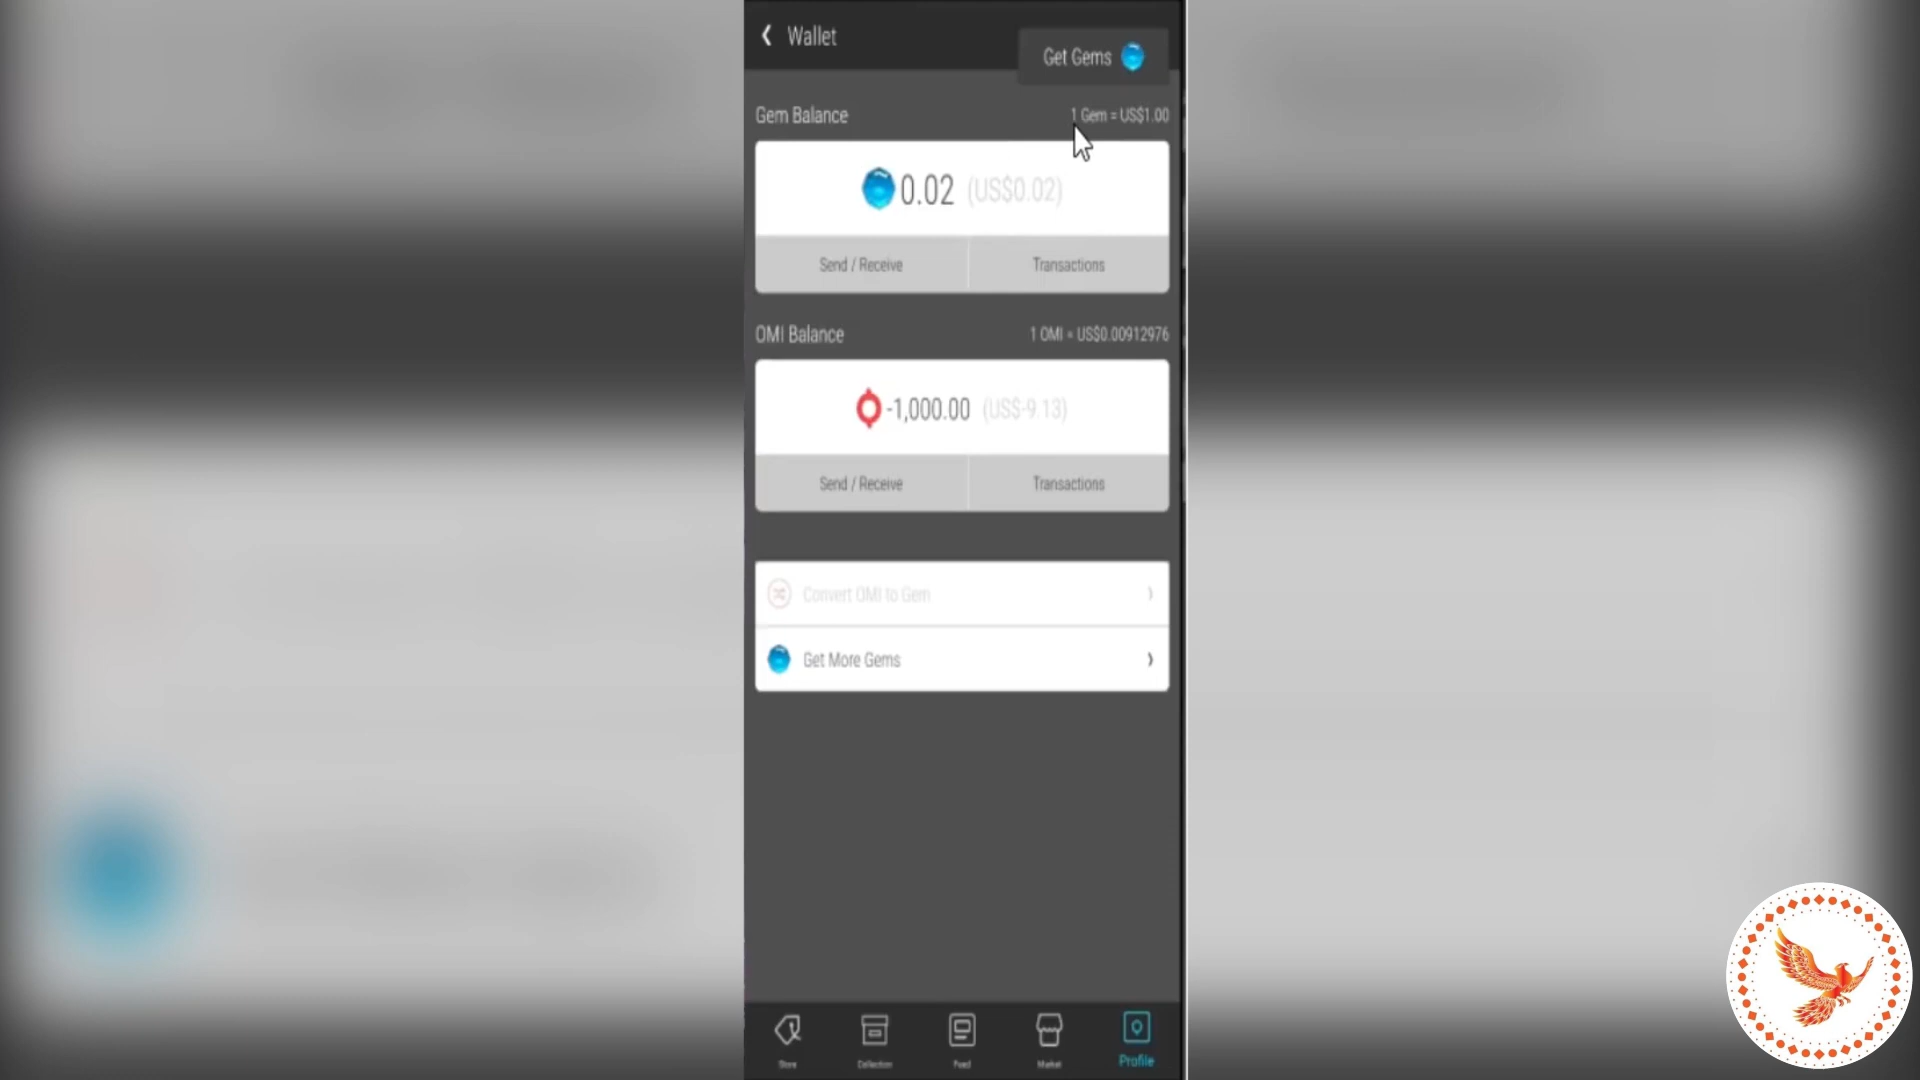 Wallet
Get Gems
Gem Balance
1 Gem = US$1.00
0.02 (US$0.02)
Send / Receive
Transactions
OMI Balance
1 OMI = US$0.00912976
-1,000.00 (US$-9.13)
Send / Receive
Transactions
Convert OMI to Gem
Get More Gems
Store
Collection
Feed
Market
Profile